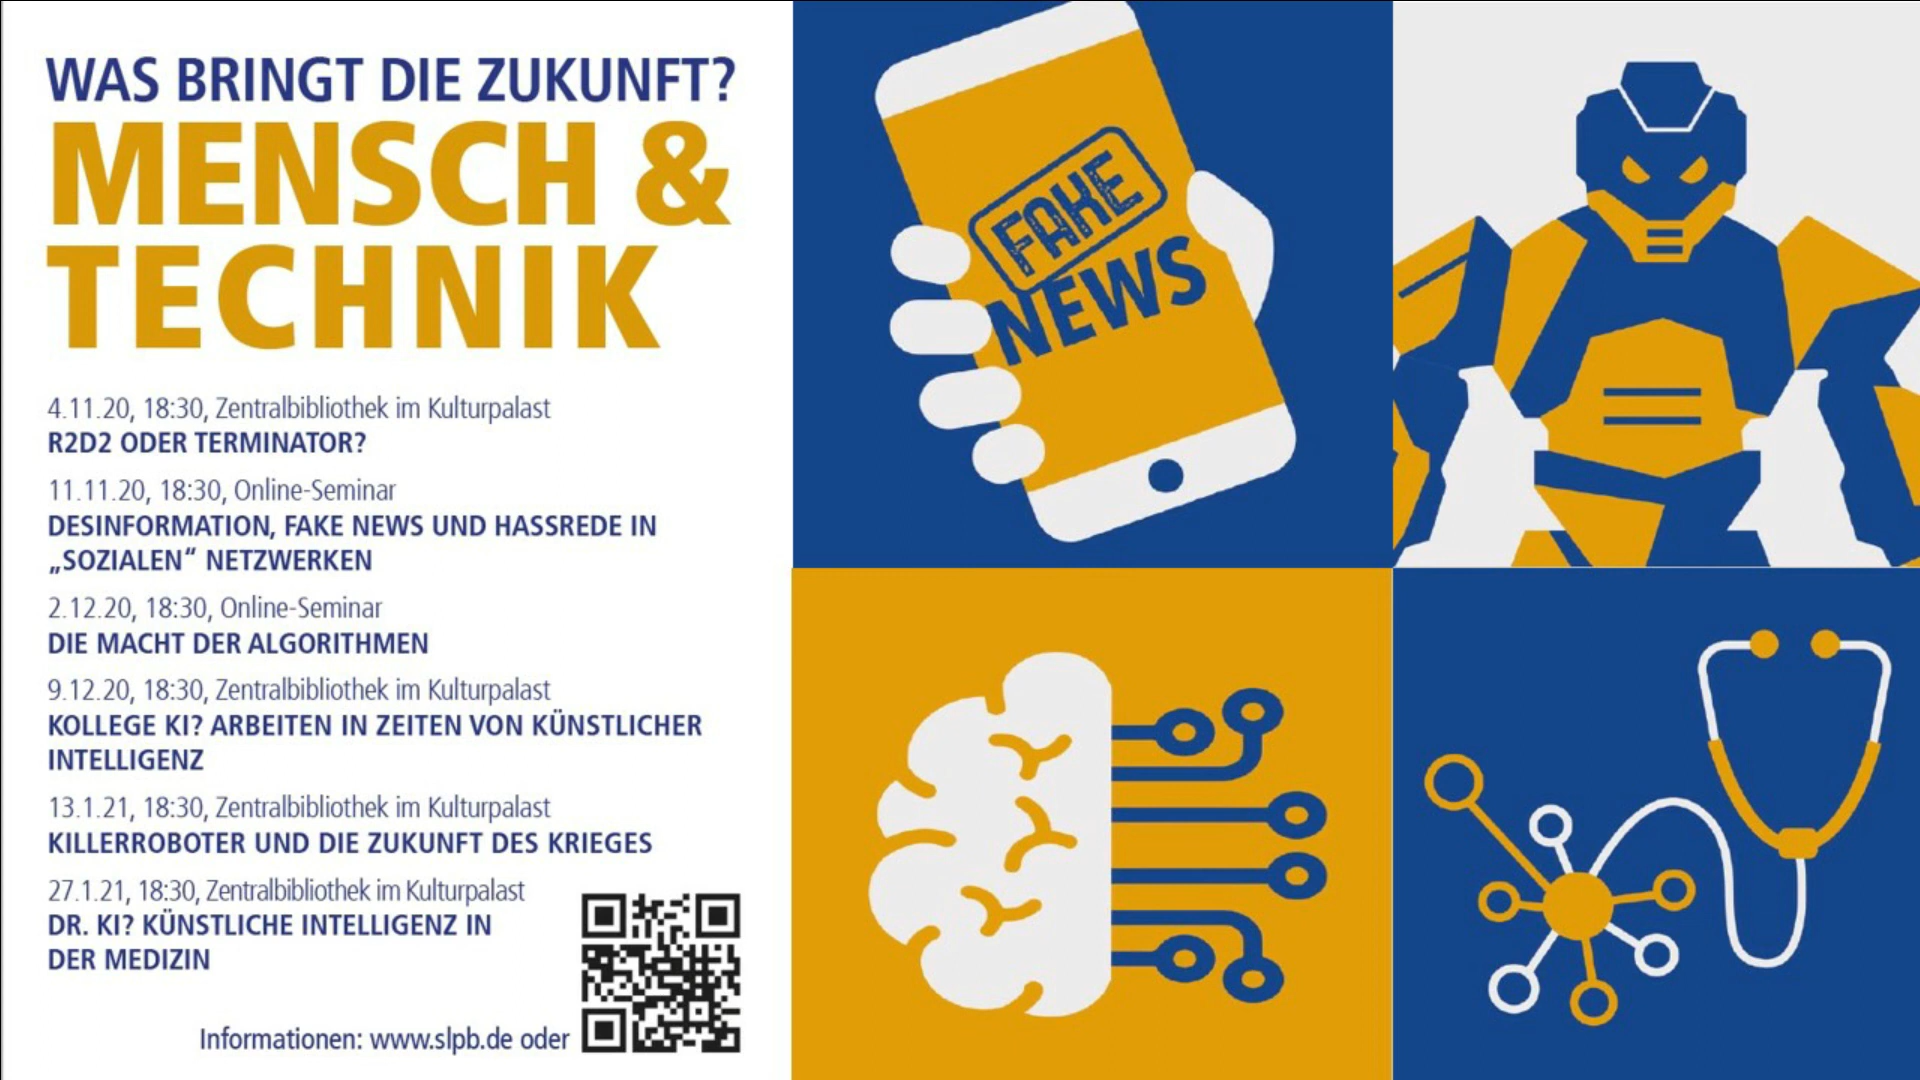 WAS BRINGT DIE ZUKUNFT?
MENSCH &
TECHNIK
4.11.20, 18:30, Zentralbibliothek im Kulturpalast
R2D2 ODER TERMINATOR?
11.11.20, 18:30, Online-Seminar
DESINFORMATION, FAKE NEWS UND HASSREDE IN
„SOZIALEN“ NETZWERKEN
2.12.20, 18:30, Online-Seminar
DIE MACHT DER ALGORITHMEN
9.12.20, 18:30, Zentralbibliothek im Kulturpalast
KOLLEGE KI? ARBEITEN IN ZEITEN VON KÜNSTLICHER
INTELLIGENZ
13.1.21, 18:30, Zentralbibliothek im Kulturpalast
KILLERROBOTER UND DIE ZUKUNFT DES KRIEGES
27.1.21, 18:30, Zentralbibliothek im Kulturpalast
DR. KI? KÜNSTLICHE INTELLIGENZ IN
DER MEDIZIN
Informationen: www.slpb.de oder
FAKE
NEWS